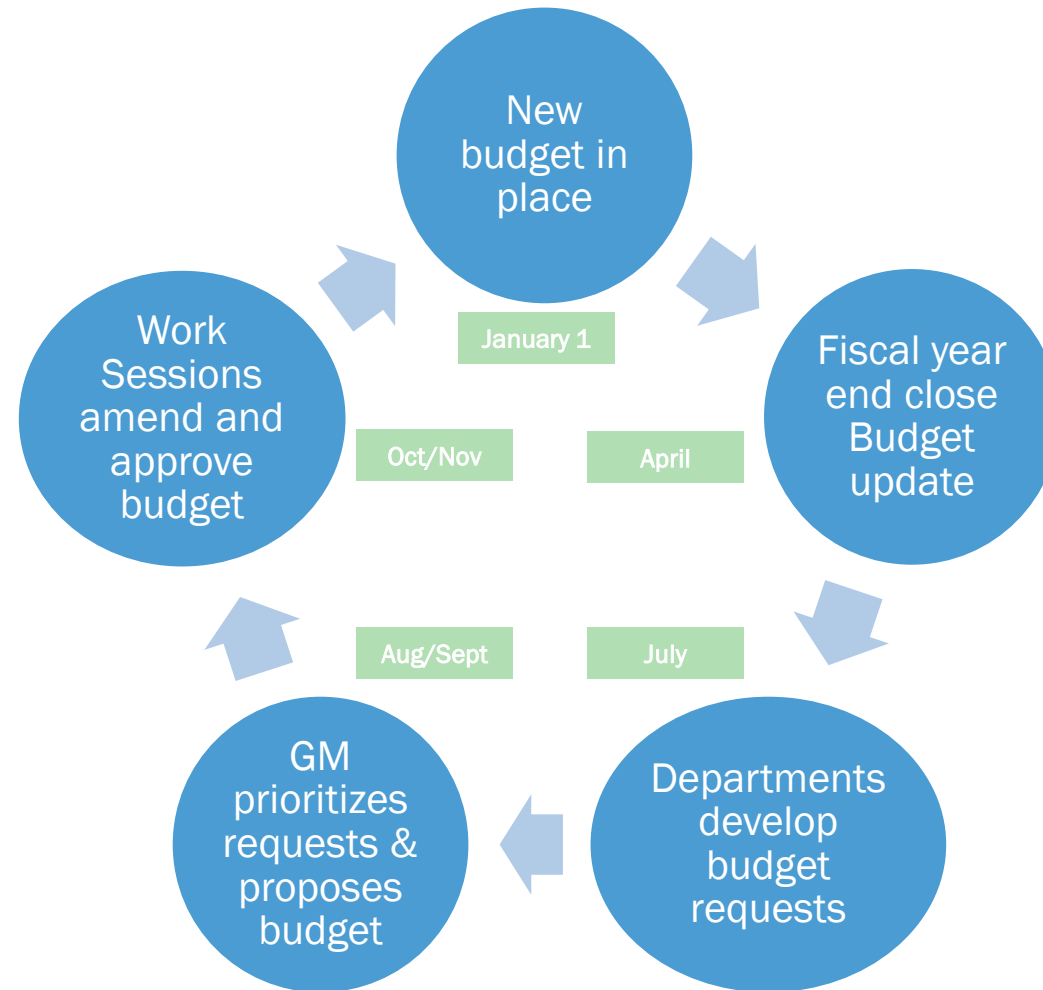 New
budget in
place
January 1
Fiscal year
end close
Budget
update
April
Departments
develop
budget
requests
July
GM
prioritizes
requests &
proposes
budget
Aug/Sept
Work
Sessions
amend and
approve
budget
Oct/Nov